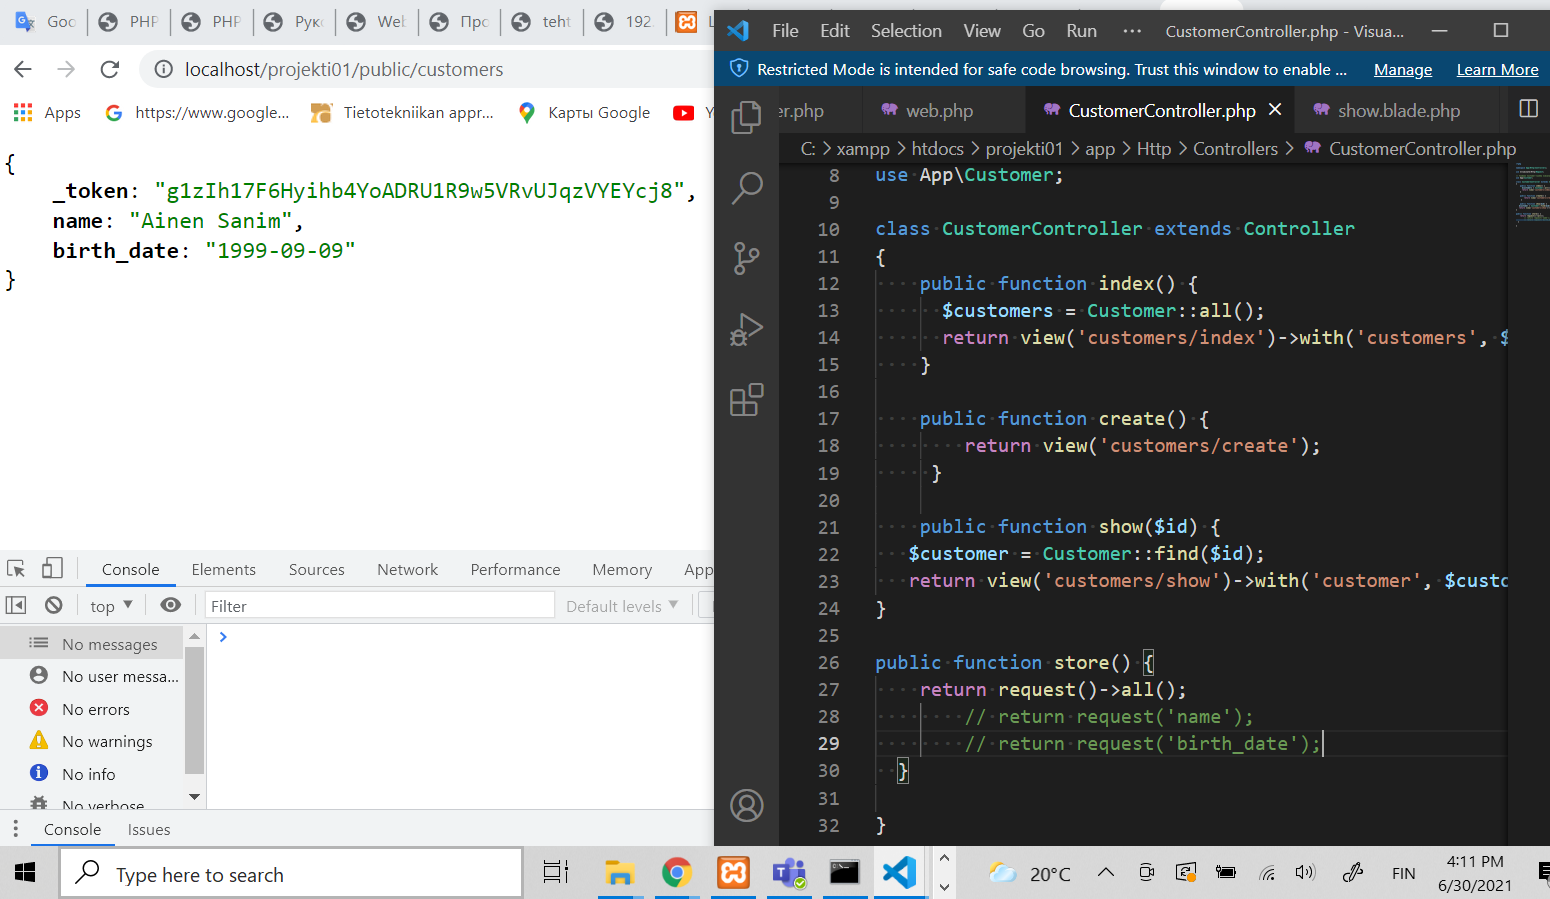 Goo
PHP
PHP
Рук
Web
Про
teht
192.
localhost/projekti01/public/customers
Apps
https://www.google...
Tietotekniikan appr...
Карты Google
Y
{
_token: "g1zIh17F6Hyihb4YoADRU1R9w5VRvUJqzVYEYcj8",
name: "Ainen Sanim",
birth_date: "1999-09-09"
}
Console Elements Sources Network Performance Memory App
top Filter Default levels
No messages
No user messa...
No errors
No warnings
No info
No verbose
Console Issues
File Edit Selection View Go Run ... CustomerController.php - Visua...
Restricted Mode is intended for safe code browsing. Trust this window to enable ... Manage Learn More
er.php web.php CustomerController.php show.blade.php
C: > xampp > htdocs > projekti01 > app > Http > Controllers > CustomerController.php
8 use App\Customer;
9
10 class CustomerController extends Controller
11 {
12 public function index() {
13 $customers = Customer::all();
14 return view('customers/index')->with('customers', $
15 }
16
17 public function create() {
18 return view('customers/create');
19 }
20
21 public function show($id) {
22 $customer = Customer::find($id);
23 return view('customers/show')->with('customer', $custo
24 }
25
26 public function store() {
27 return request()->all();
28 // return request('name');
29 // return request('birth_date');
30 }
31
32 }
Type here to search
20°C
FIN
4:11 PM
6/30/2021